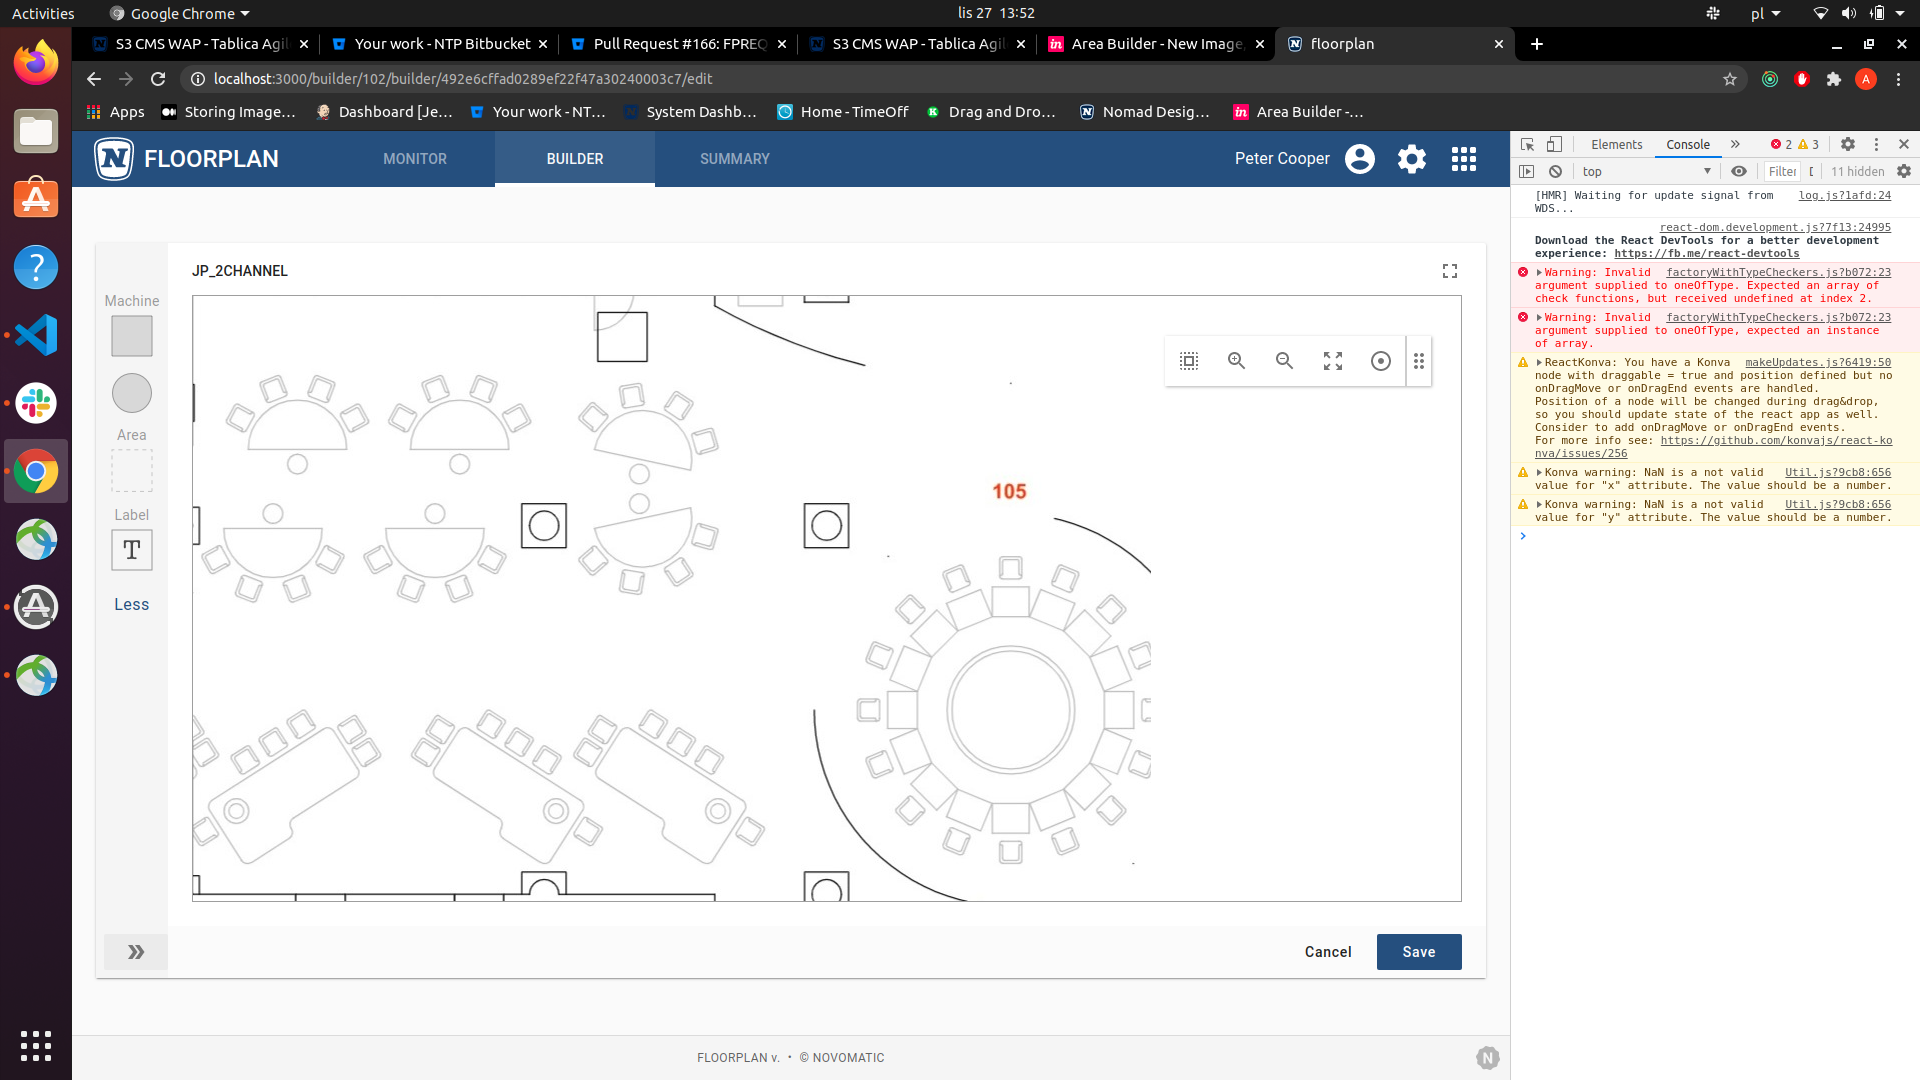 Activities
Google Chrome
lis 27 13:52
pl
S3 CMS WAP - Tablica Agil
Your work - NTP Bitbucket
Pull Request #166: FPREQ
S3 CMS WAP - Tablica Agil
Area Builder - New Image,
floorplan
localhost:3000/builder/102/builder/492e6cffad0289ef22f47a30240003c7/edit
A
Apps
Storing Image...
Dashboard [Je...
Your work - NT...
System Dashb...
Home - TimeOff
Drag and Dro...
Nomad Desig...
Area Builder -...
FLOORPLAN
MONITOR
BUILDER
SUMMARY
Peter Cooper
JP_2CHANNEL
Machine
Area
Label
T
Less
105
Cancel
Save
FLOORPLAN v. • © NOVOMATIC
Elements
Console
2
3
top
Filter
11 hidden
[HMR] Waiting for update signal from log.js?1afd:24
WDS...
react-dom.development.js?7f13:24995
Download the React DevTools for a better development
experience: https://fb.me/react-devtools
Warning: Invalid factoryWithTypeCheckers.js?b072:23
argument supplied to oneOfType. Expected an array of
check functions, but received undefined at index 2.
Warning: Invalid factoryWithTypeCheckers.js?b072:23
argument supplied to oneOfType, expected an instance
of array.
ReactKonva: You have a Konva makeUpdates.js?6419:50
node with draggable = true and position defined but no
onDragMove or onDragEnd events are handled.
Position of a node will be changed during drag&drop,
so you should update state of the react app as well.
Consider to add onDragMove or onDragEnd events.
For more info see: https://github.com/konvajs/react-ko
nva/issues/256
Konva warning: NaN is a not valid Util.js?9cb8:656
value for "x" attribute. The value should be a number.
Konva warning: NaN is a not valid Util.js?9cb8:656
value for "y" attribute. The value should be a number.